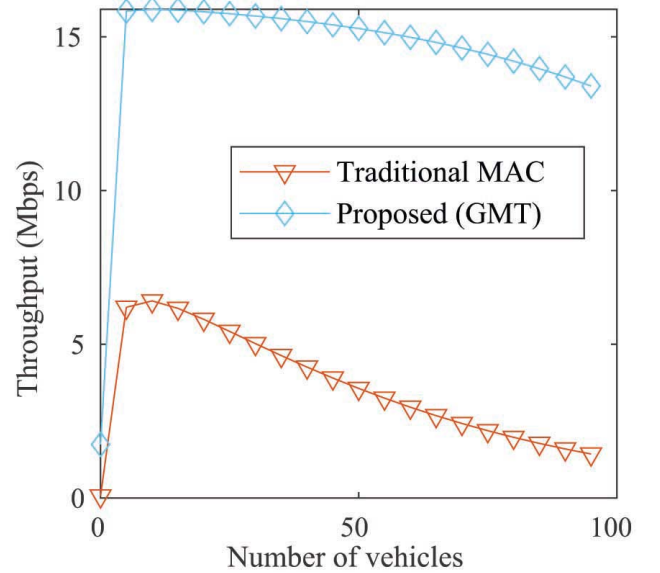 15
10
5
0
Throughput (Mbps)
Traditional MAC
Proposed (GMT)
0 50 100
Number of vehicles